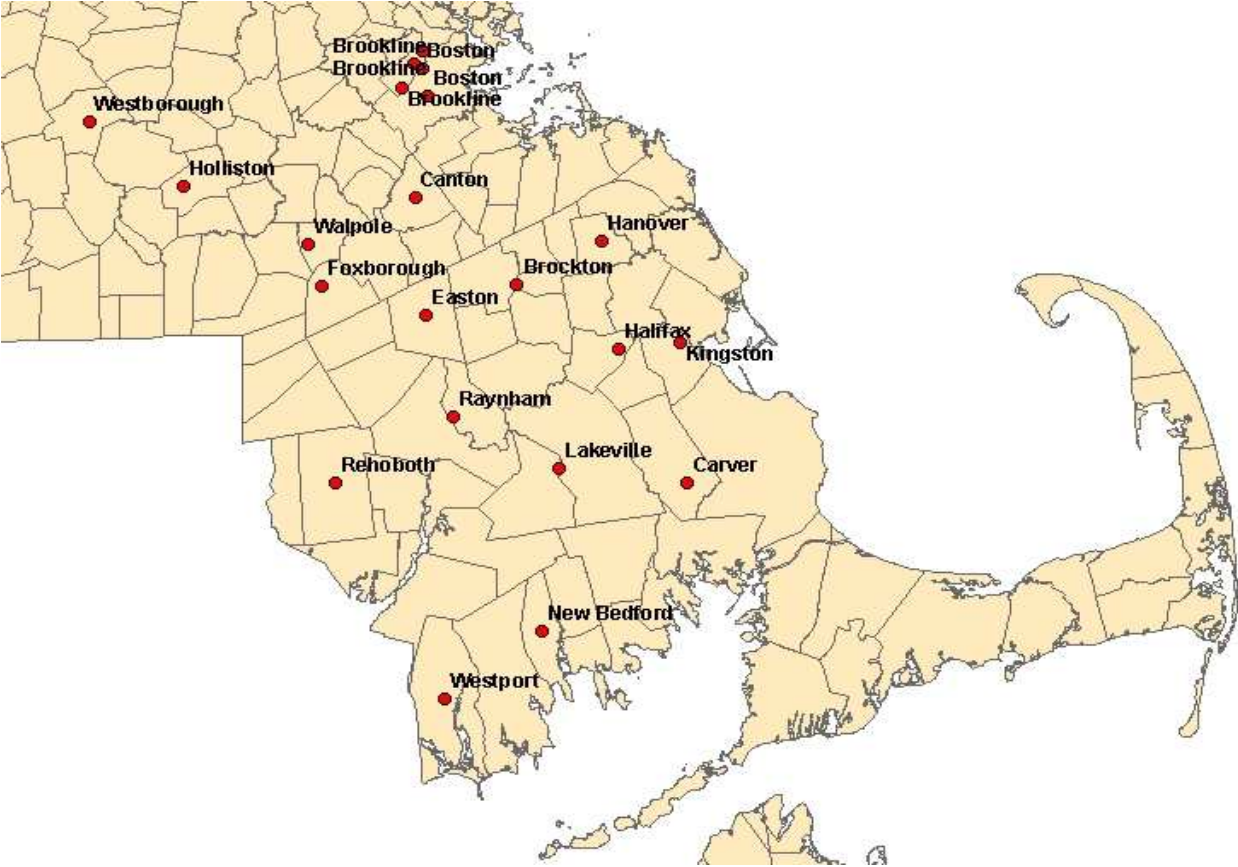 Brookline
Boston
Brookline
Boston
Brookline
Westborough
Holliston
Canton
Walpole
Hanover
Foxborough
Brockton
Easton
Halifax
Kingston
Raynham
Lakeville
Rehoboth
Carver
New Bedford
Westport